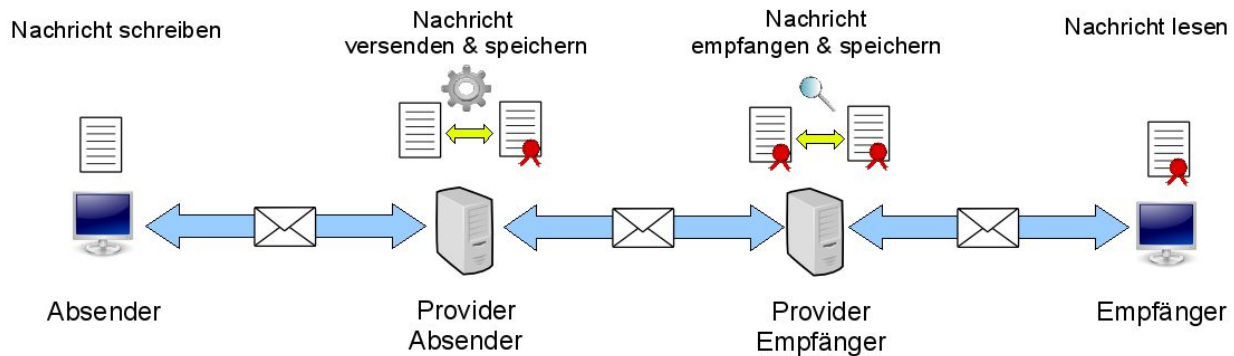 Nachricht schreiben
Nachricht
versenden & speichern
Nachricht
empfangen & speichern
Nachricht lesen
Absender
Provider
Absender
Provider
Empfänger
Empfänger